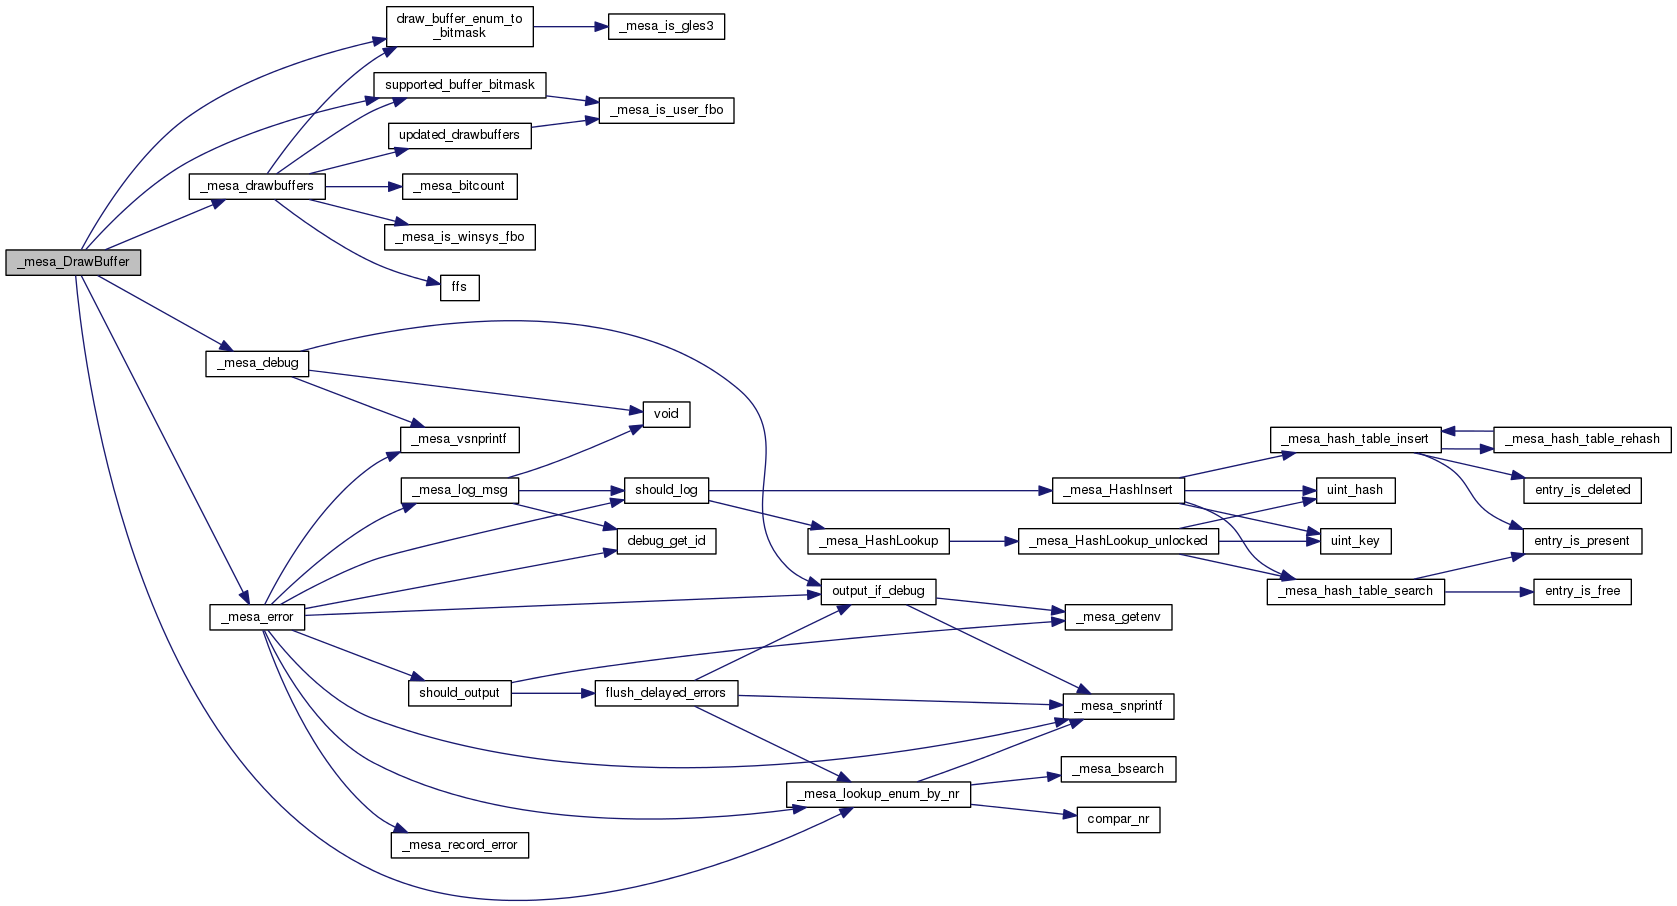 draw_buffer_enum_to
_bitmask
_mesa_is_gles3
supported_buffer_bitmask
_mesa_is_user_fbo
updated_drawbuffers
_mesa_drawbuffers
_mesa_bitcount
_mesa_is_winsys_fbo
_mesa_DrawBuffer
ffs
_mesa_debug
void
_mesa_vsnprintf
_mesa_hash_table_insert
_mesa_hash_table_rehash
_mesa_log_msg
should_log
_mesa_HashInsert
uint_hash
entry_is_deleted
debug_get_id
_mesa_HashLookup
_mesa_HashLookup_unlocked
uint_key
entry_is_present
output_if_debug
_mesa_hash_table_search
entry_is_free
_mesa_error
_mesa_getenv
should_output
flush_delayed_errors
_mesa_snprintf
_mesa_bsearch
_mesa_lookup_enum_by_nr
compar_nr
_mesa_record_error